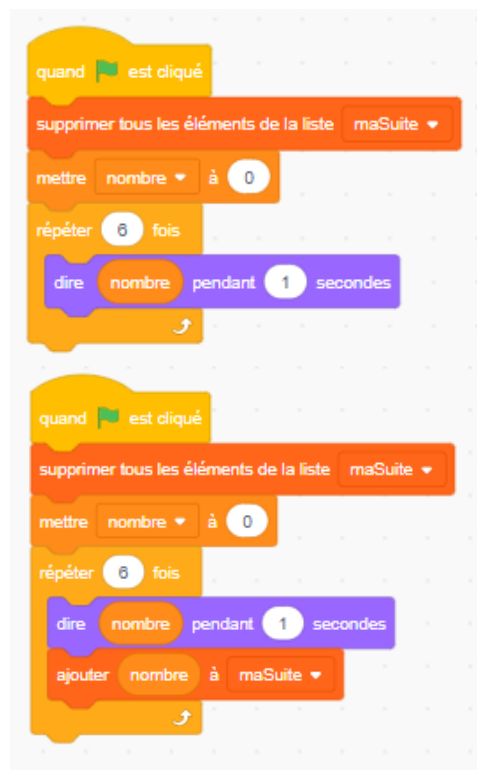 quand est cliqué
supprimer tous les éléments de la liste maSuite
mettre nombre à 0
répéter 6 fois
dire nombre pendant 1 secondes
quand est cliqué
supprimer tous les éléments de la liste maSuite
mettre nombre à 0
répéter 6 fois
dire nombre pendant 1 secondes
ajouter nombre à maSuite